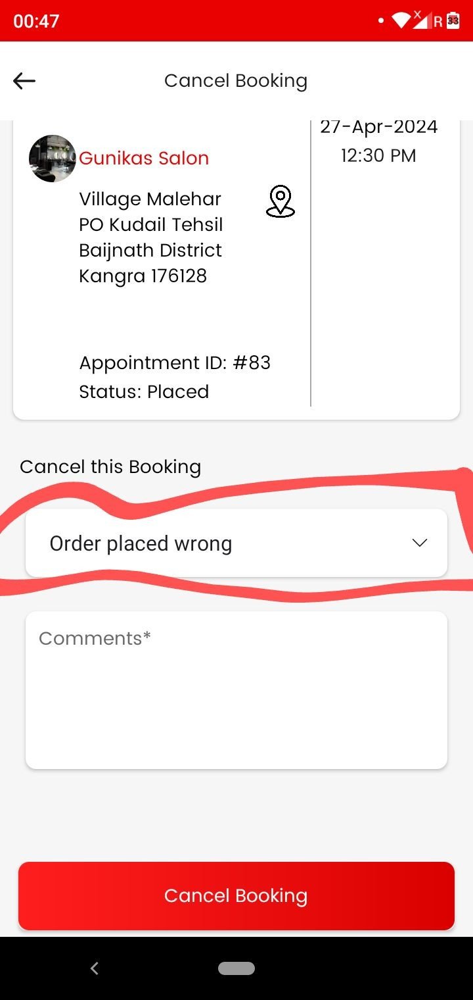 00:47
X
R
33
Cancel Booking
27-Apr-2024
12:30 PM
Gunikas Salon
Village Malehar
PO Kudail Tehsil
Baijnath District
Kangra 176128
Appointment ID: #83
Status: Placed
Cancel this Booking
Order placed wrong
Comments*
Cancel Booking